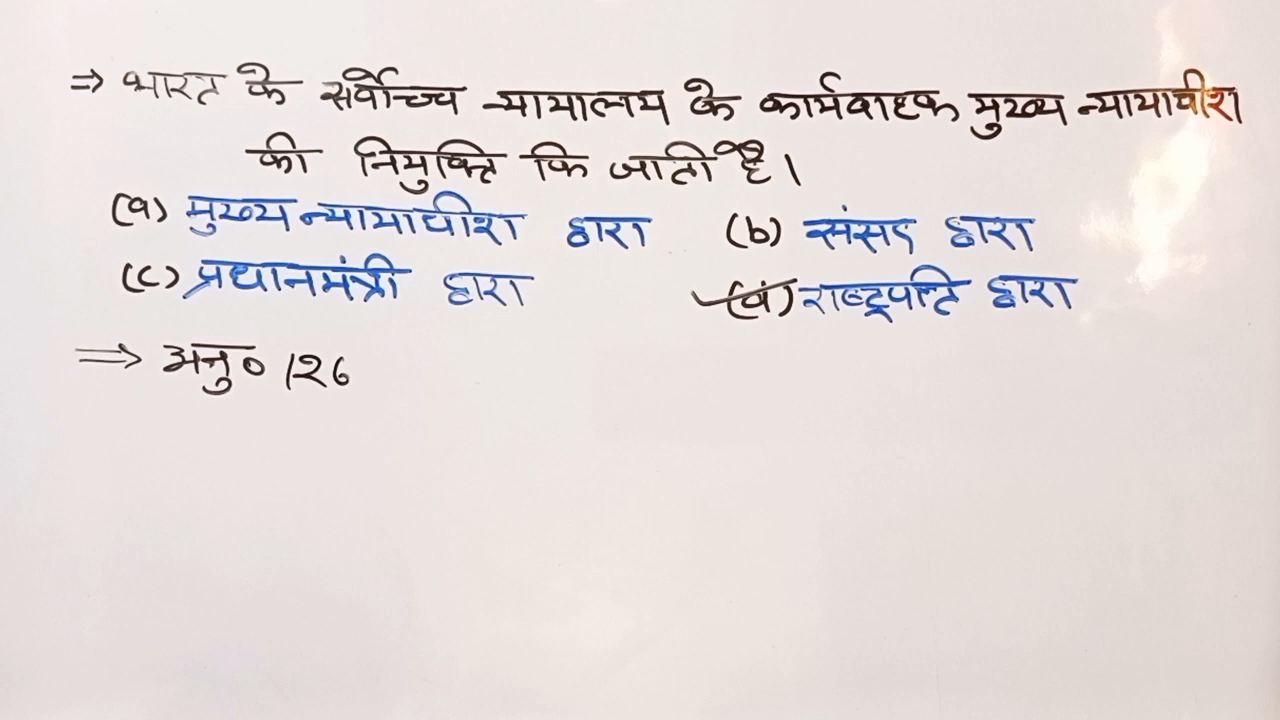 ⇒ भारत के सर्वोच्च न्यायालय के कार्यवाहक मुख्य न्यायाधीश
की नियुक्ति कि जाती है।
(a) मुख्य न्यायाधीश द्वारा (b) संसद द्वारा
(c) प्रधानमंत्री द्वारा (d) राष्ट्रपति द्वारा
⇒ अनु० 126